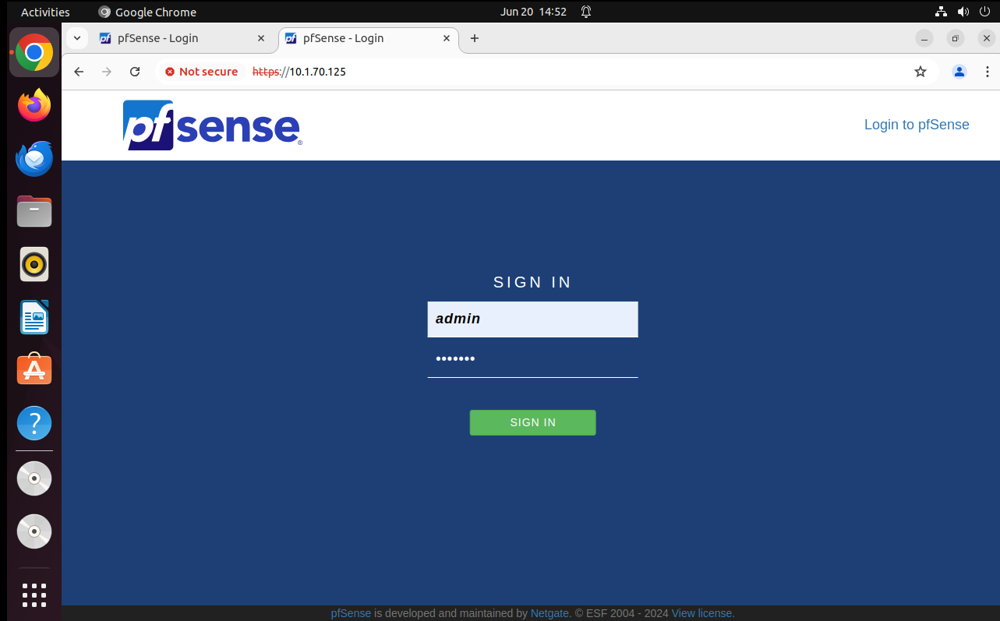 Activities
Google Chrome
Jun 20 14:52
pfSense - Login
pfSense - Login
Not secure
https://10.1.70.125
pfsense®
Login to pfSense
SIGN IN
admin
•••••••
SIGN IN
pfSense is developed and maintained by Netgate. © ESF 2004 - 2024 View license.